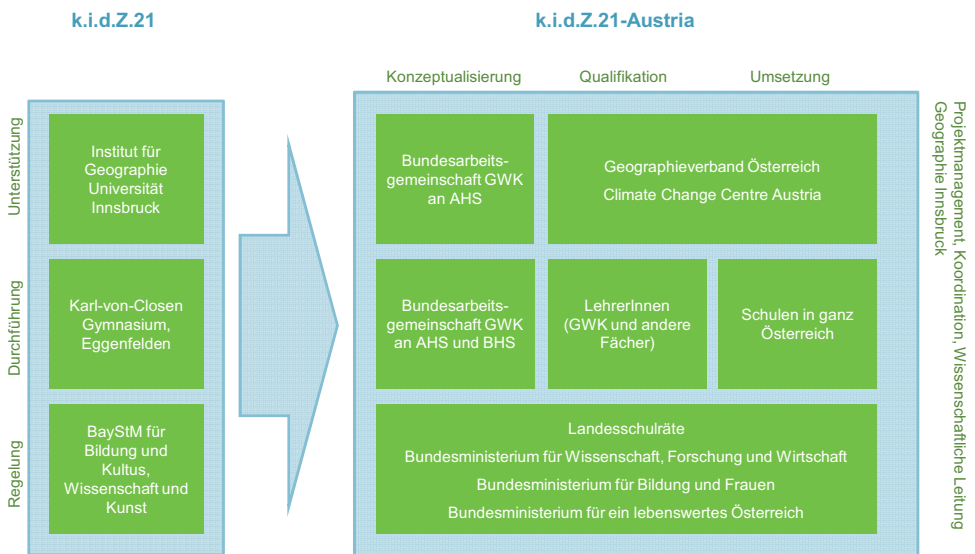 k.i.d.Z.21
k.i.d.Z.21-Austria
Konzeptualisierung
Qualifikation
Umsetzung
Unterstützung
Institut für
Geographie
Universität
Innsbruck
Bundesarbeits-
gemeinschaft GWK
an AHS
Geographieverband Österreich
Climate Change Centre Austria
Durchführung
Karl-von-Closen
Gymnasium,
Eggenfelden
Bundesarbeits-
gemeinschaft GWK
an AHS und BHS
LehrerInnen
(GWK und andere
Fächer)
Schulen in ganz
Österreich
Regelung
BayStM für
Bildung und
Kultus,
Wissenschaft und
Kunst
Landesschulräte
Bundesministerium für Wissenschaft, Forschung und Wirtschaft
Bundesministerium für Bildung und Frauen
Bundesministerium für ein lebenswertes Österreich
Projektmanagement, Koordination, Wissenschaftliche Leitung
Geographie Innsbruck